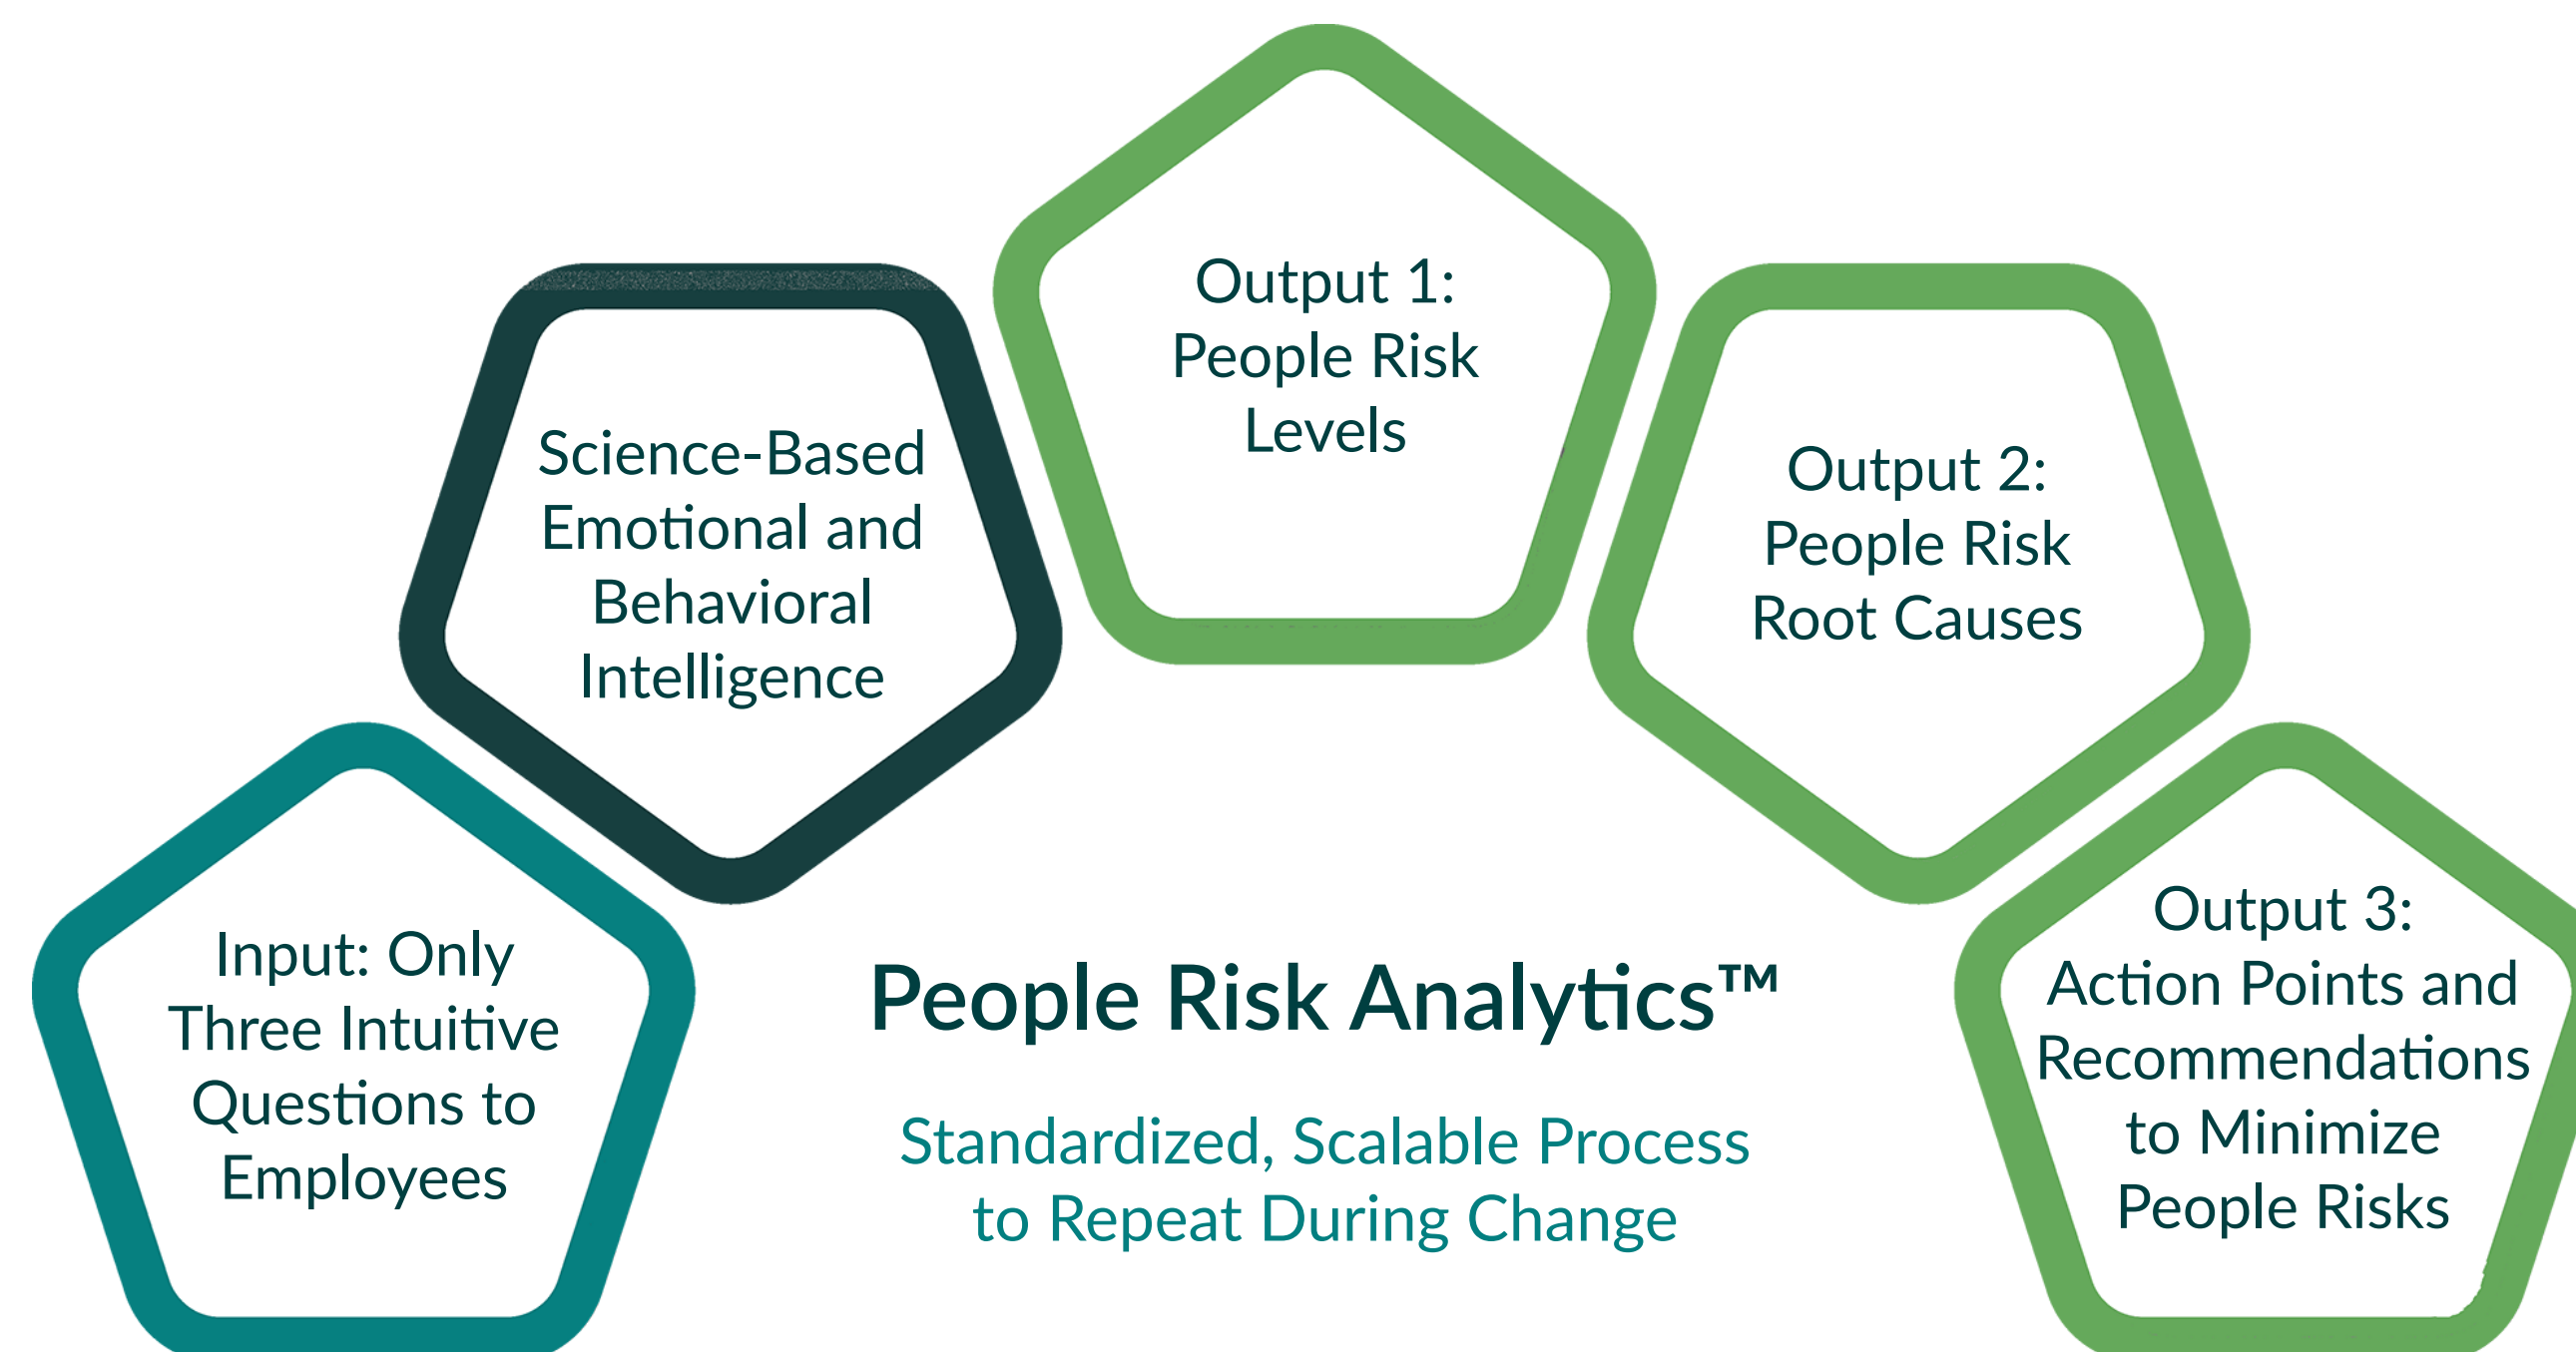 Input: Only
Three Intuitive
Questions to
Employees
Science-Based
Emotional and
Behavioral
Intelligence
Output 1:
People Risk
Levels
Output 2:
People Risk
Root Causes
Output 3:
Action Points and
Recommendations
to Minimize
People Risks
People Risk Analytics™
Standardized, Scalable Process
to Repeat During Change